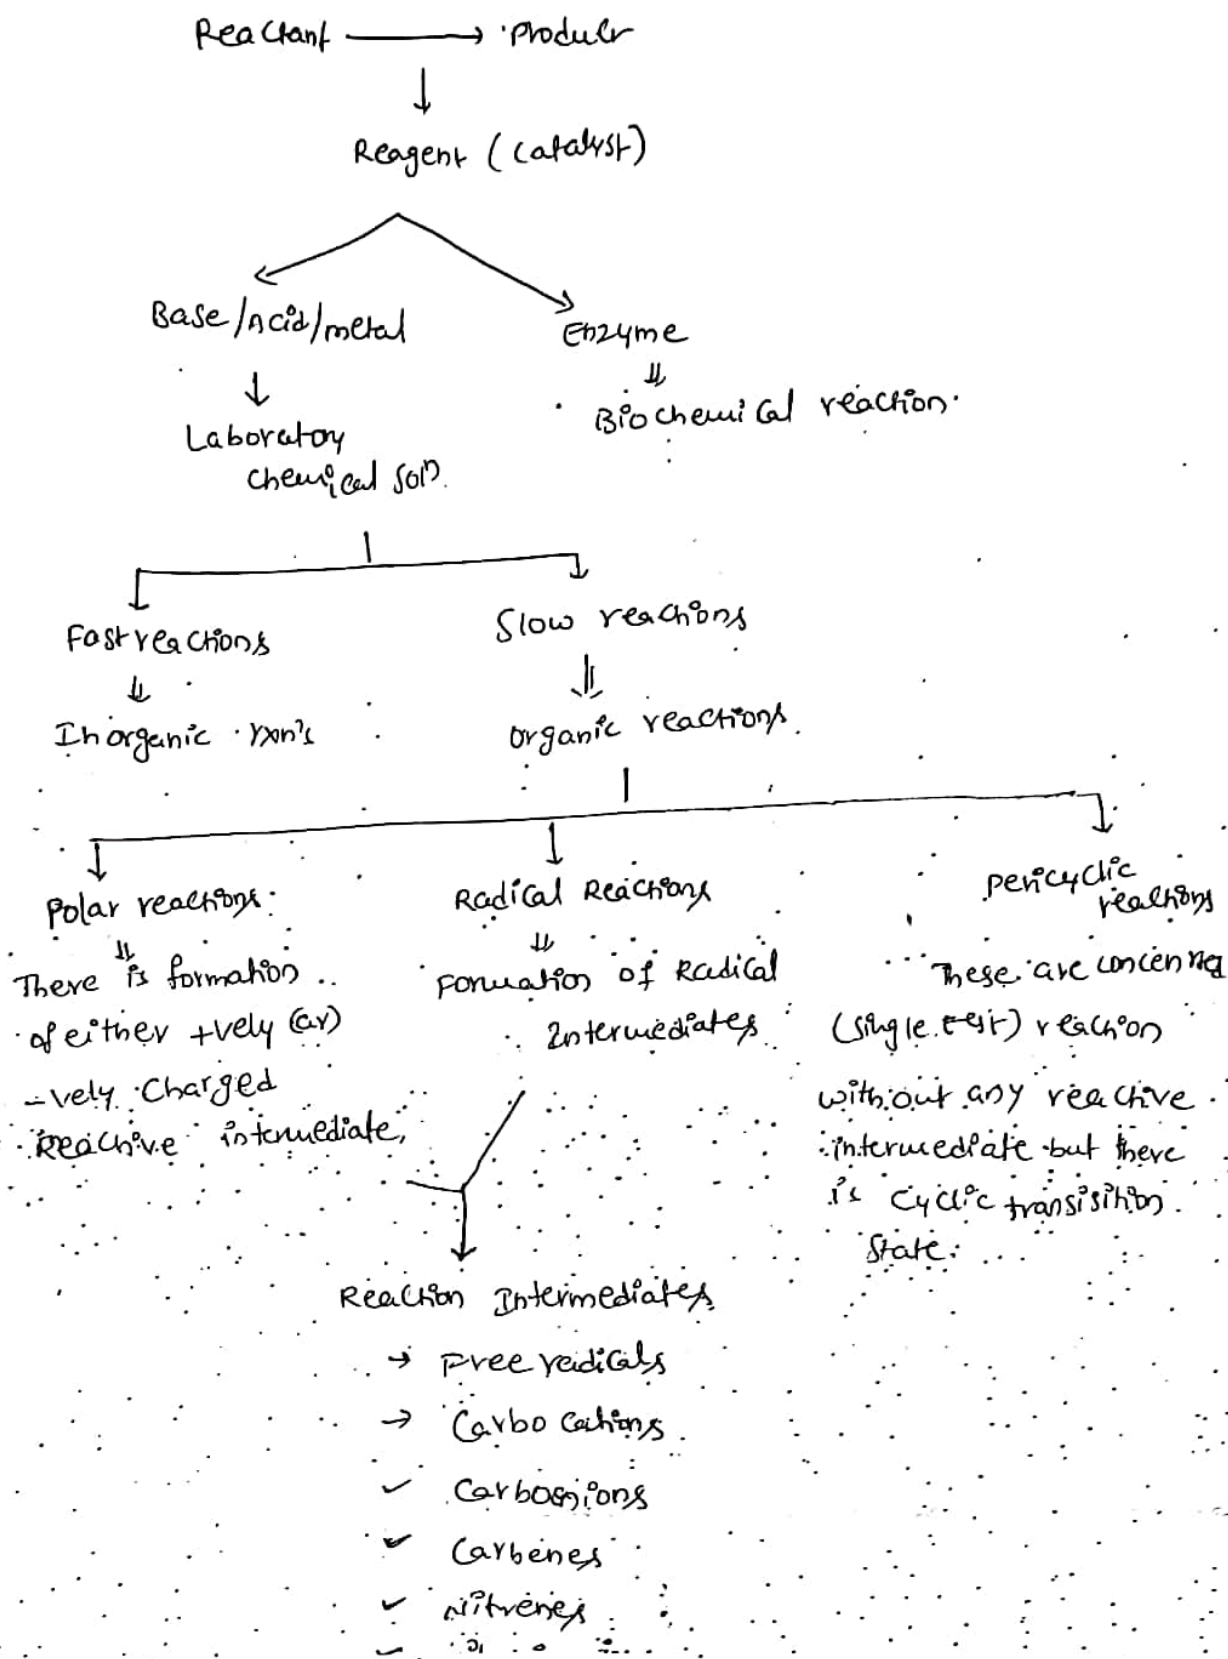 Reactant → Product
Reagent (catalyst)
Base/Acid/metal
Enzyme
Laboratory
chemical soln.
Biochemical reaction.
Fast reactions
Slow reactions
Inorganic rxn's
organic reactions.
Polar reactions:
There is formation
of either +vely (or)
-vely charged
Reactive intermediate,
Radical Reactions
Formation of Radical
Intermediates
pericyclic
reactions
These are
(single) reaction
without any reactive
intermediate but there
is cyclic transisition
state.
Reaction Intermediates
→ Free radicals
→ Carbo cations.
✓ Carbanions
✓ Carbenes
✓ Nitrenes
✓